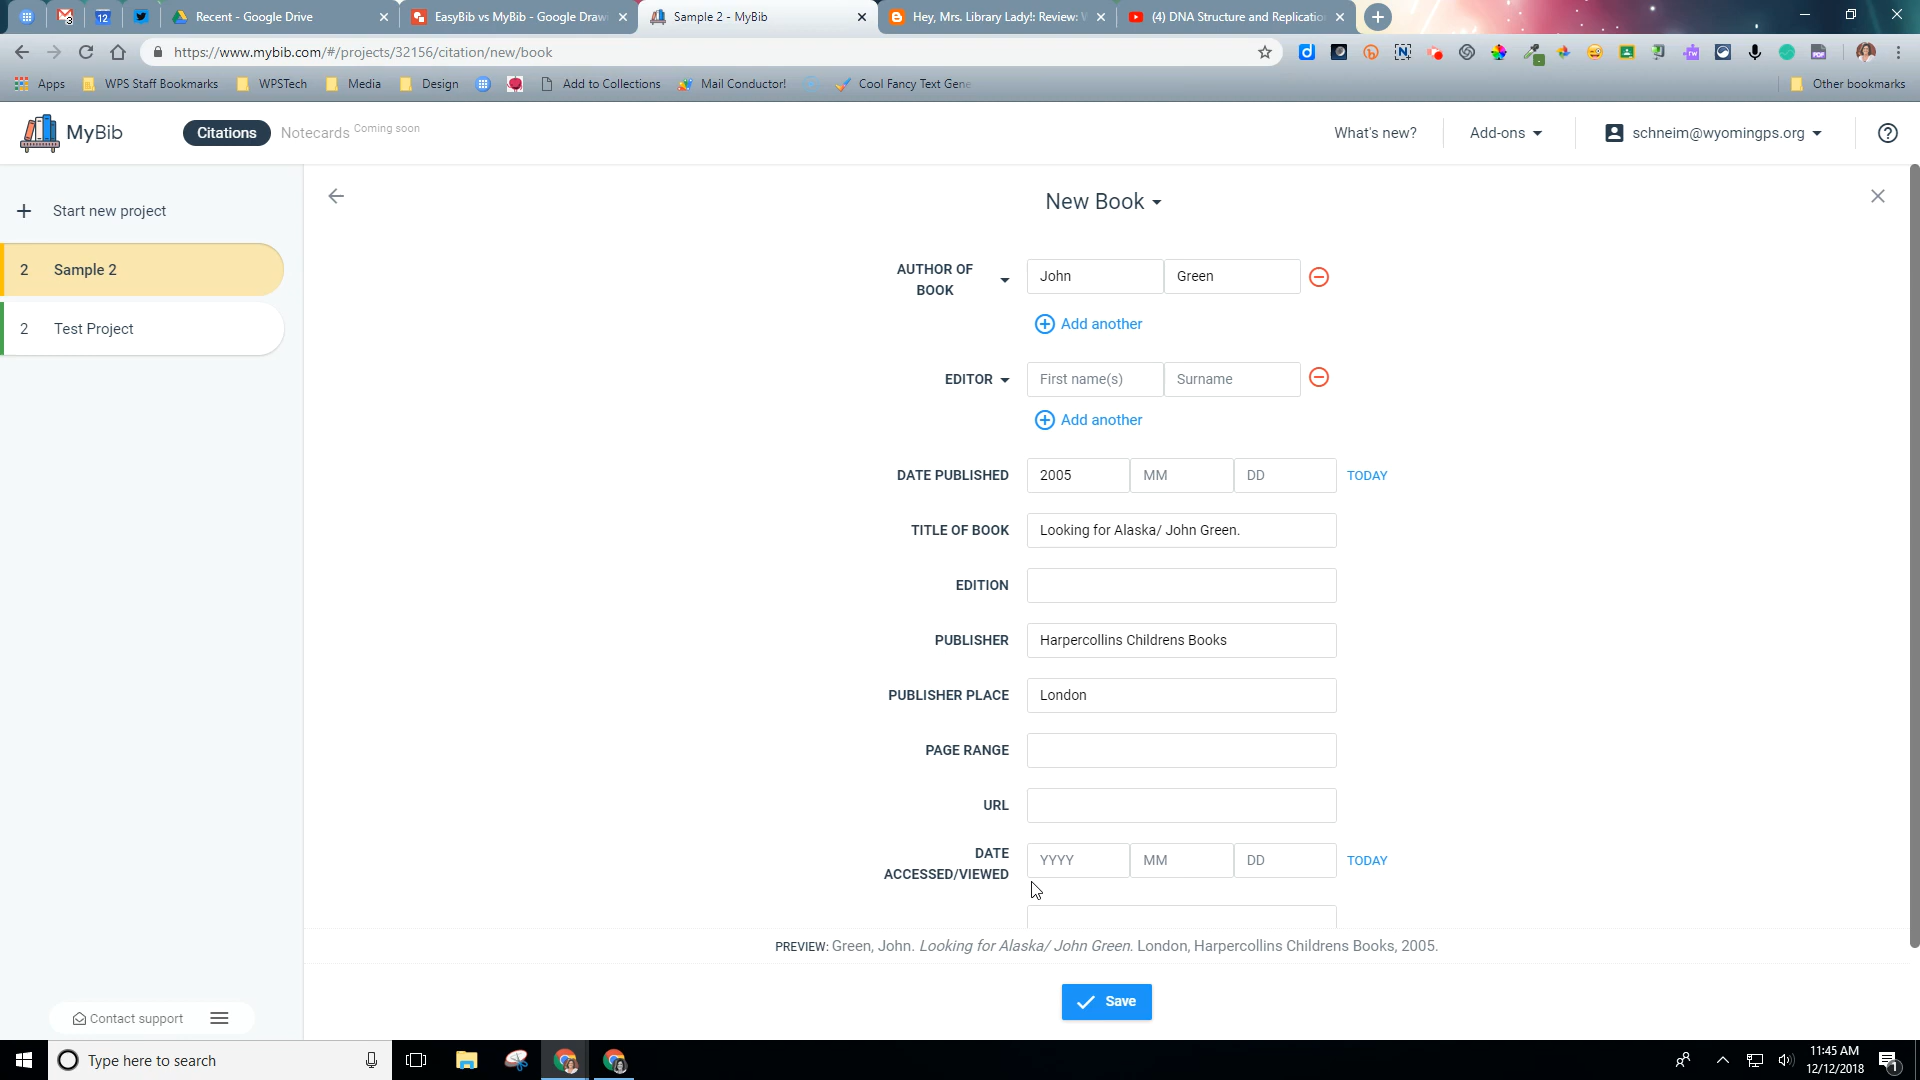 Recent - Google Drive
EasyBib vs MyBib - Google Draw
Sample 2 - MyBib
Hey, Mrs. Library Lady!: Review:
(4) DNA Structure and Replicatio
https://www.mybib.com/#/projects/32156/citation/new/book
Apps
WPS Staff Bookmarks
WPSTech
Media
Design
Add to Collections
Mail Conductor!
Cool Fancy Text Gene
Other bookmarks
MyBib
Citations
Notecards Coming soon
What's new?
Add-ons
schneim@wyomingps.org
Start new project
2 Sample 2
2 Test Project
New Book
AUTHOR OF
BOOK
John
Green
Add another
EDITOR
First name(s)
Surname
Add another
DATE PUBLISHED
2005
MM
DD
TODAY
TITLE OF BOOK
Looking for Alaska/ John Green.
EDITION
PUBLISHER
Harpercollins Childrens Books
PUBLISHER PLACE
London
PAGE RANGE
URL
DATE
ACCESSED/VIEWED
YYYY
MM
DD
TODAY
PREVIEW: Green, John. Looking for Alaska/ John Green. London, Harpercollins Childrens Books, 2005.
Save
Contact support
Type here to search
11:45 AM
12/12/2018
1